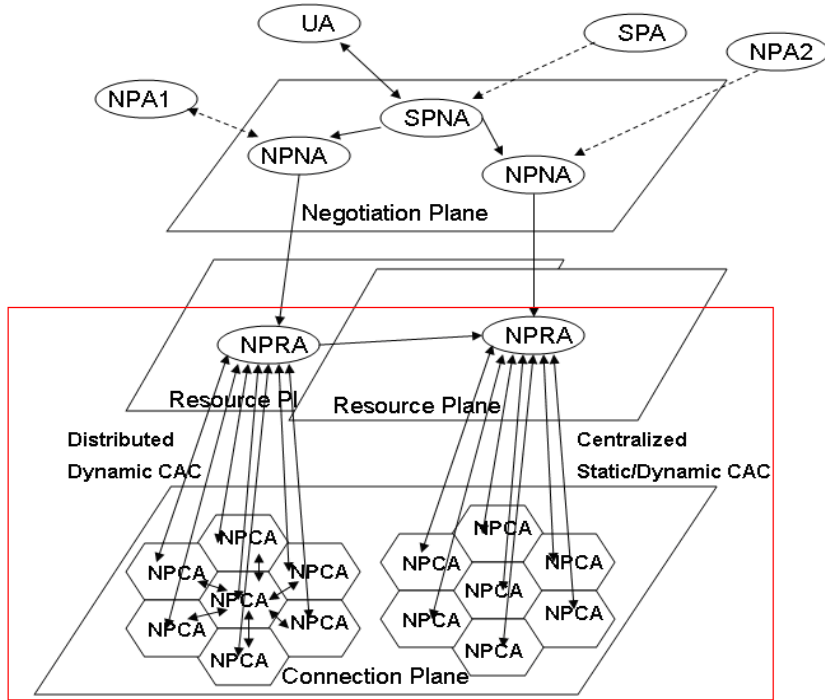 UA
SPA
NPA2
NPA1
SPNA
NPNA
NPNA
Negotiation Plane
NPRA
NPRA
Resource Pl
Resource Plane
Distributed
Dynamic CAC
Centralized
Static/Dynamic CAC
NPCA
NPCA
NPCA
NPCA
NPCA
NPCA
NPCA
NPCA
NPCA
NPCA
NPCA
NPCA
NPCA
NPCA
Connection Plane